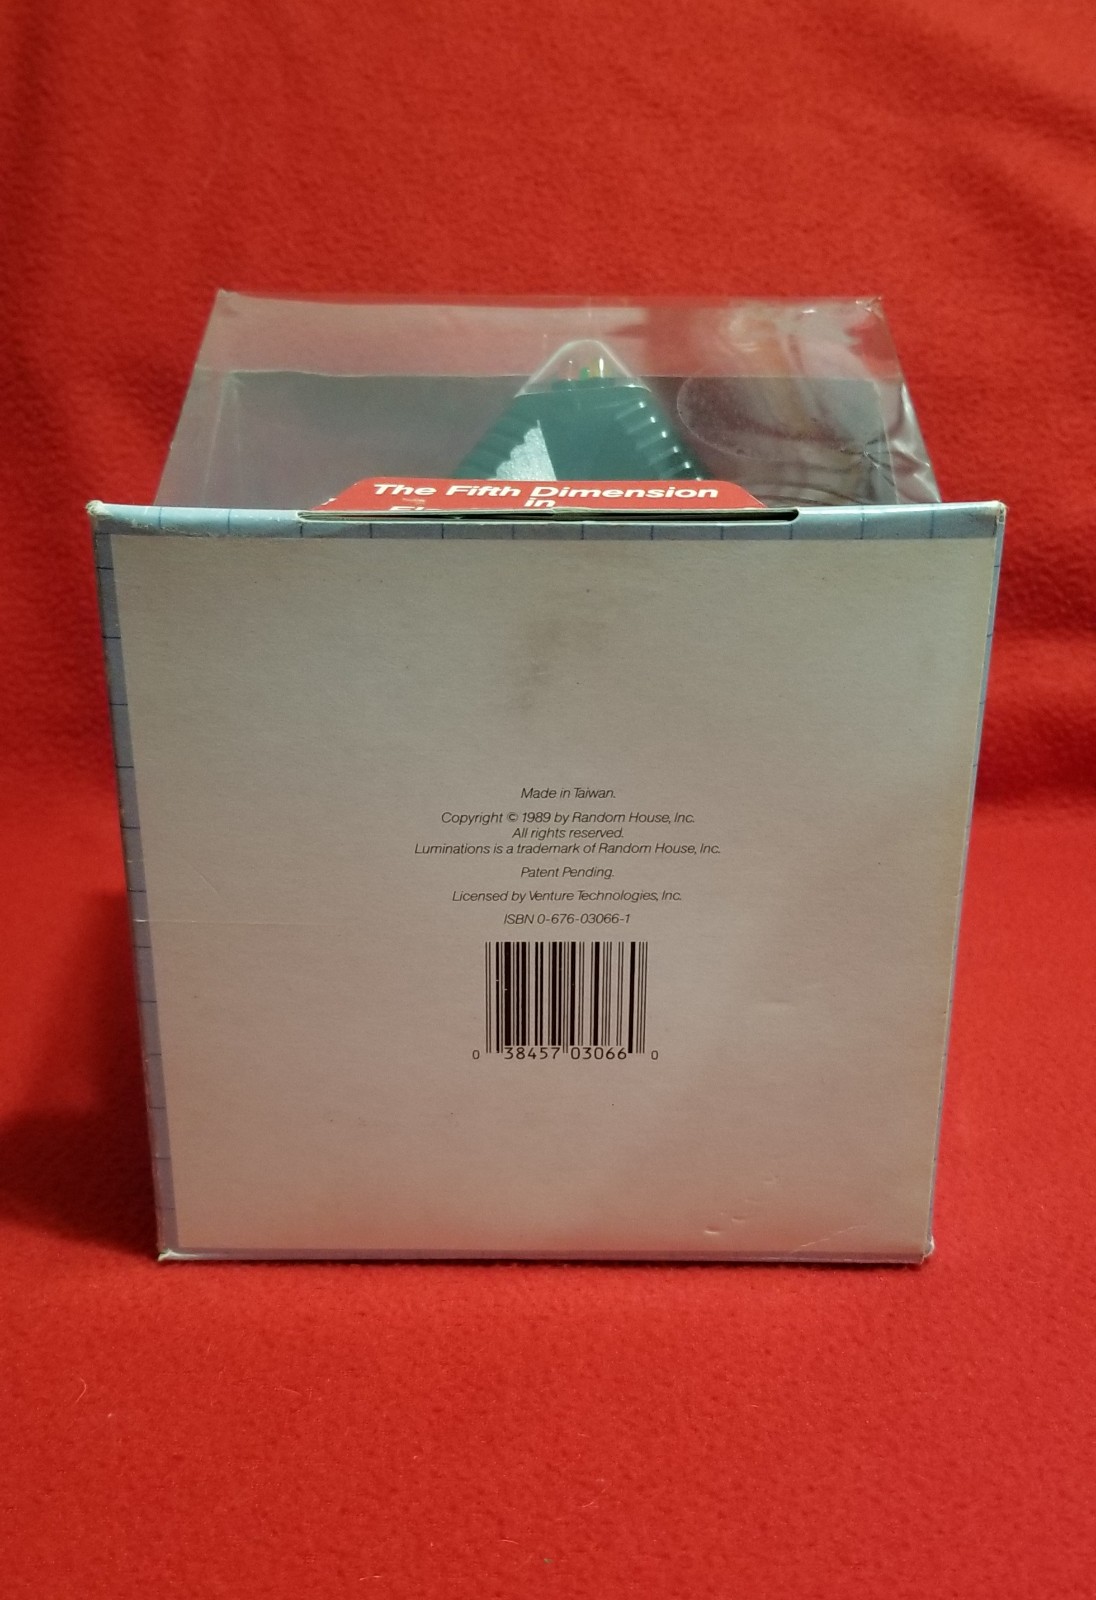 The Fifth Dimension
in
Made in Taiwan.
Copyright © 1989 by Random House, Inc.
All rights reserved.
Luminations is a trademark of Random House, Inc.
Patent Pending.
Licensed by Venture Technologies, Inc.
ISBN 0-676-03066-1
0 38457 03066 0